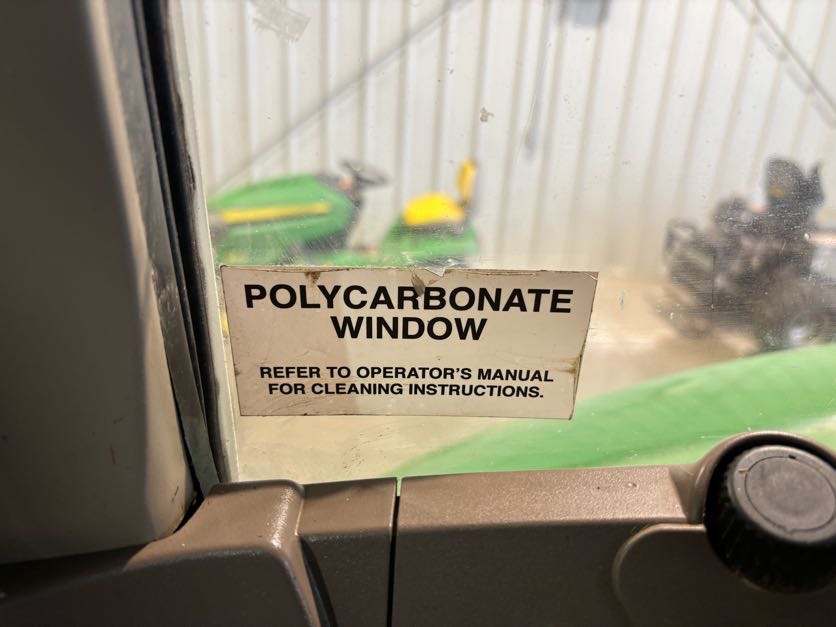 POLYCARBONATE
WINDOW
REFER TO OPERATOR'S MANUAL
FOR CLEANING INSTRUCTIONS.